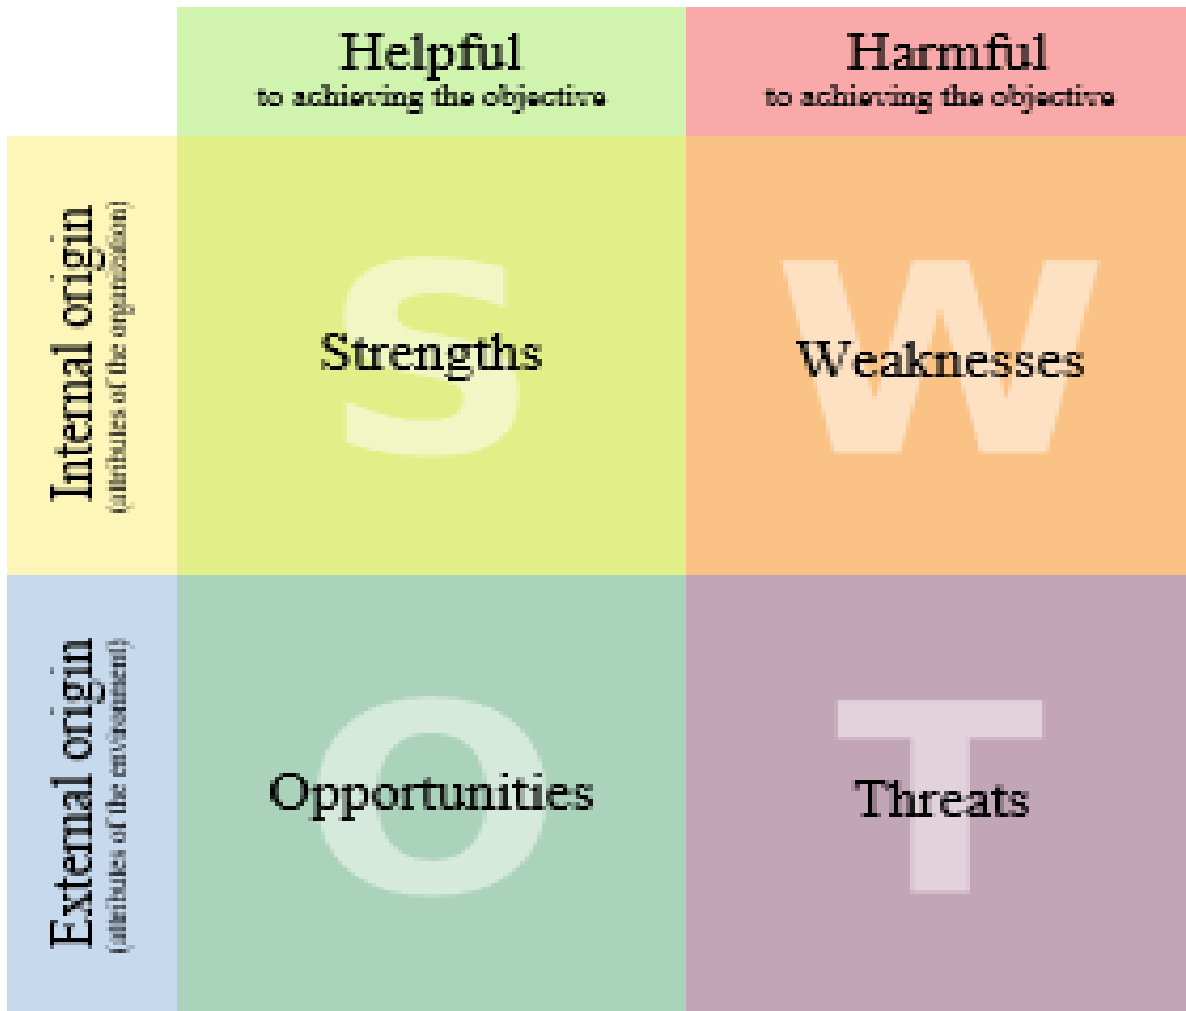 Helpful
to achieving the objective
Harmful
to achieving the objective
Internal origin
(attributes of the organization)
S
Strengths
W
Weaknesses
External origin
(attributes of the environment)
O
Opportunities
T
Threats